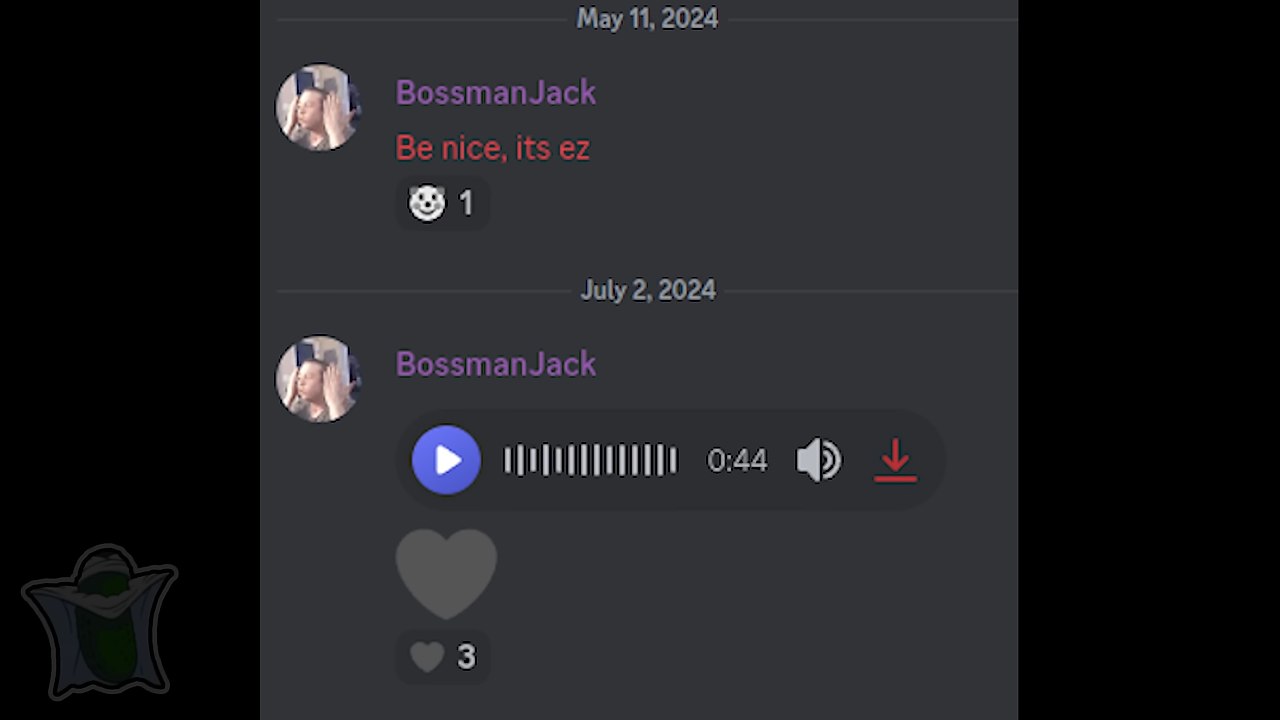 May 11, 2024
BossmanJack
Be nice, its ez
1
July 2, 2024
BossmanJack
0:44
3